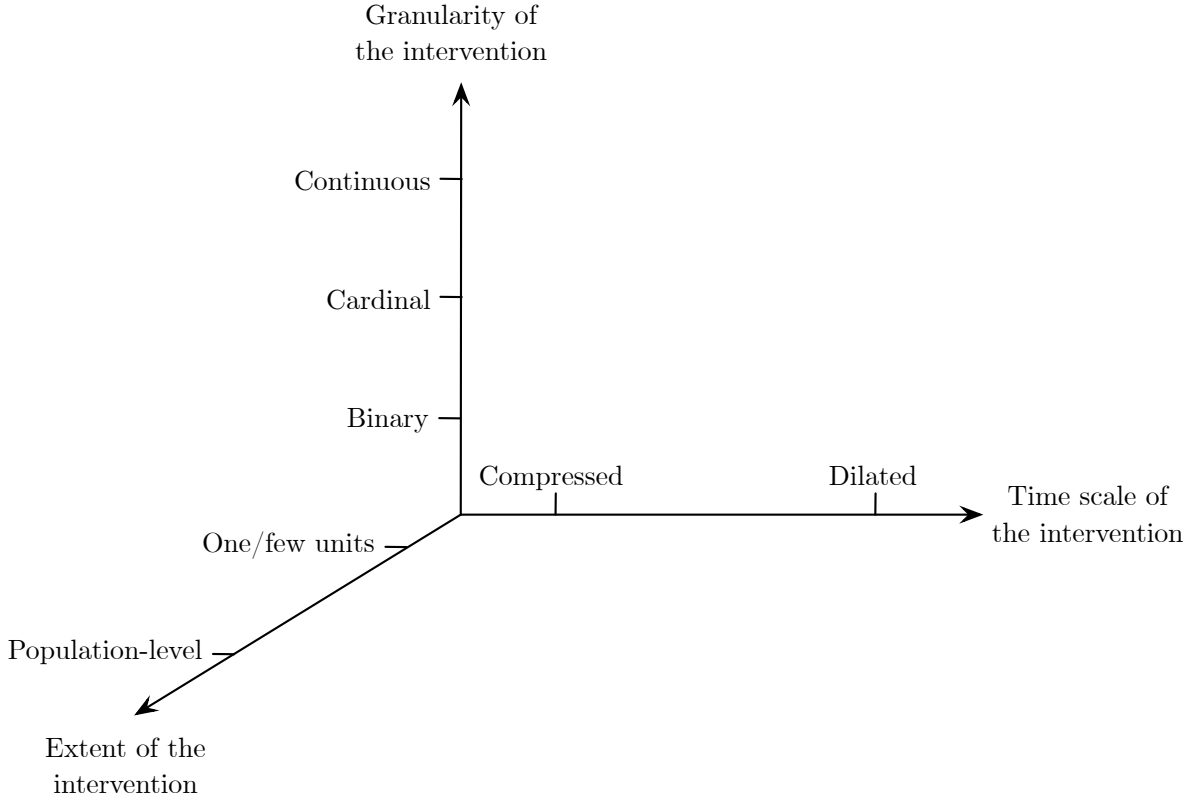 Granularity of
the intervention
Continuous
Cardinal
Binary
Compressed
Dilated
Time scale of
the intervention
One/few units
Population-level
Extent of the
intervention